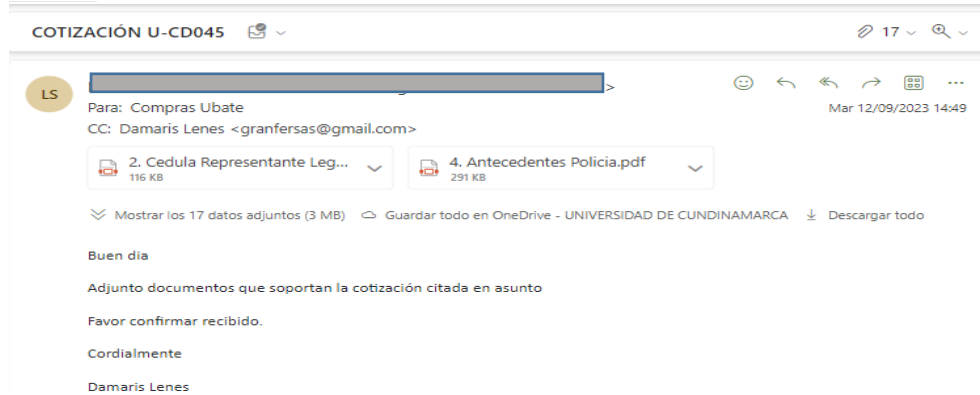 COTIZACIÓN U-CD045
17
LS
>
Para: Compras Ubate
Mar 12/09/2023 14:49
CC: Damaris Lenes <granfersas@gmail.com>
2. Cedula Representante Leg...
116 KB
4. Antecedentes Policia.pdf
291 KB
Mostrar los 17 datos adjuntos (3 MB) Guardar todo en OneDrive - UNIVERSIDAD DE CUNDINAMARCA Descargar todo
Buen dia
Adjunto documentos que soportan la cotización citada en asunto
Favor confirmar recibido.
Cordialmente
Damaris Lenes